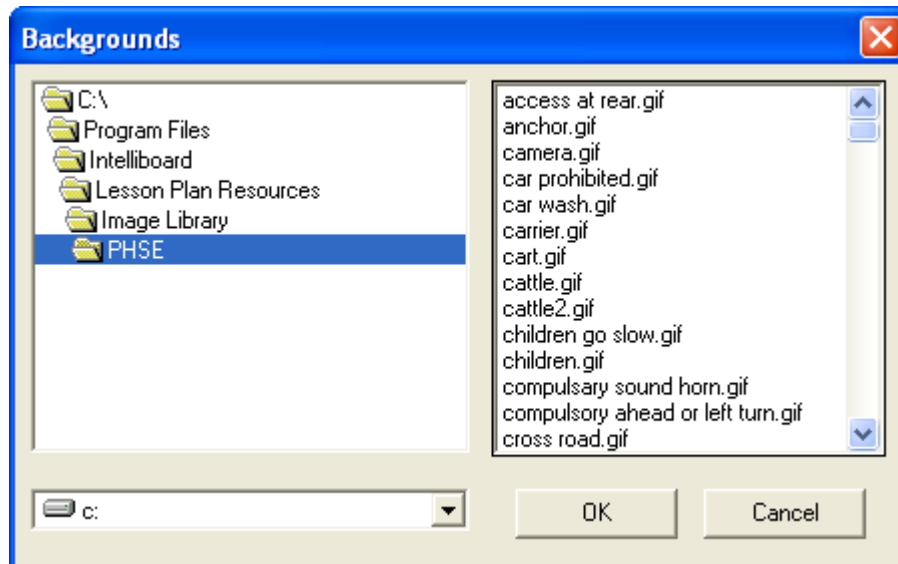 Backgrounds
C:\
Program Files
Intelliboard
Lesson Plan Resources
Image Library
PHSE
access at rear.gif
anchor.gif
camera.gif
car prohibited.gif
car wash.gif
carrier.gif
cart.gif
cattle.gif
cattle2.gif
children go slow.gif
children.gif
compulsary sound horn.gif
compulsory ahead or left turn.gif
cross road.gif
c:
OK
Cancel